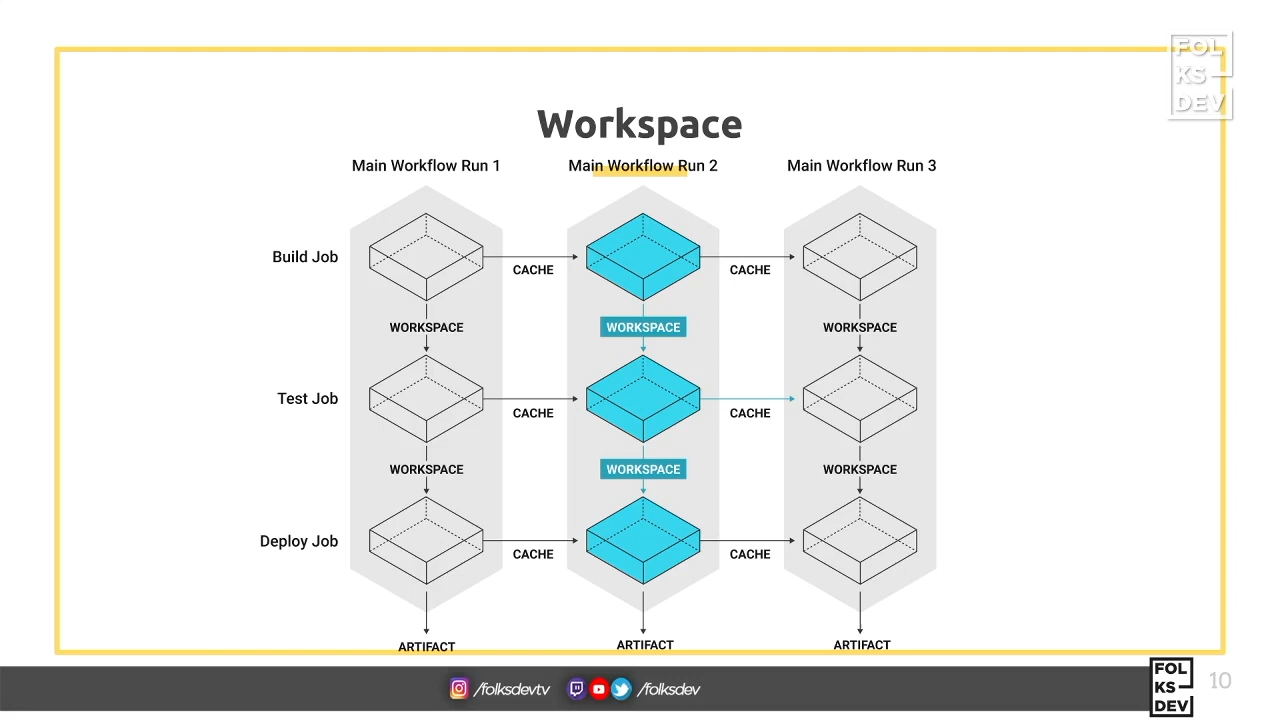 FOL
KS
DEV
Workspace
Main Workflow Run 1 Main Workflow Run 2 Main Workflow Run 3
Build Job
CACHE CACHE
WORKSPACE WORKSPACE WORKSPACE
Test Job
CACHE CACHE
WORKSPACE WORKSPACE WORKSPACE
Deploy Job
CACHE CACHE
ARTIFACT ARTIFACT ARTIFACT
/folksdevtv /folksdev
FOL
KS
DEV
10